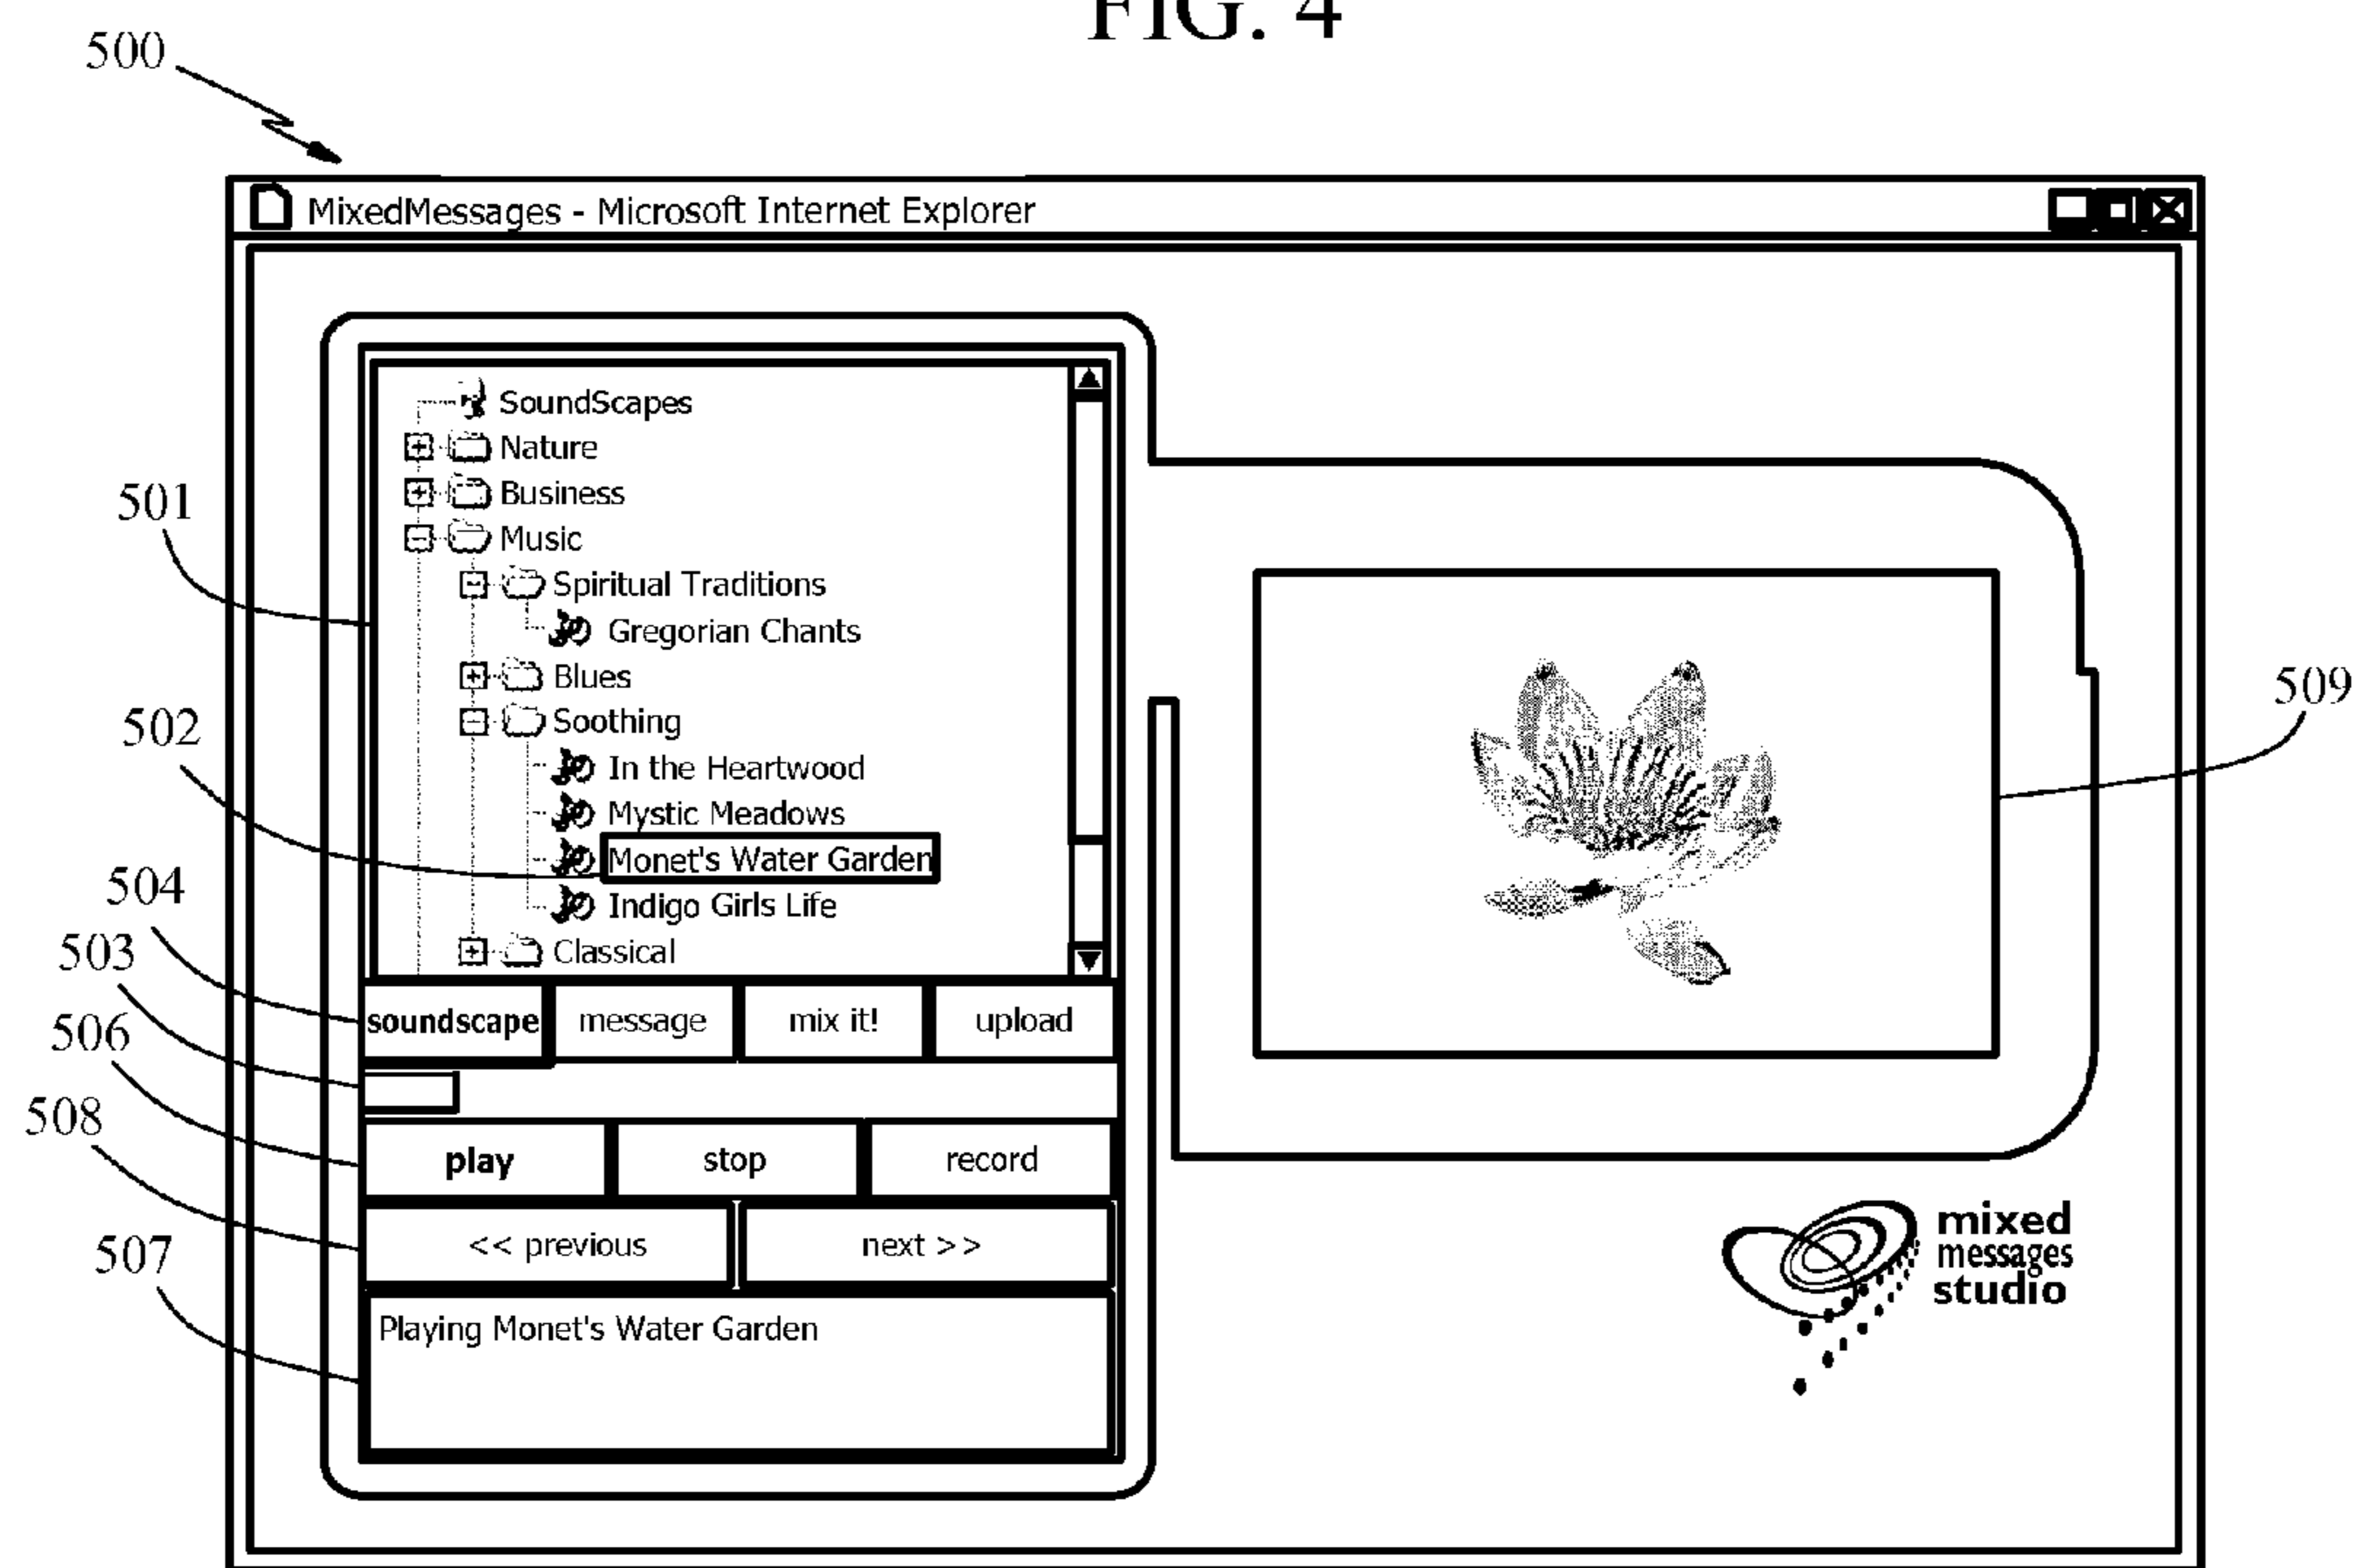 FIG. 4
500
MixedMessages - Microsoft Internet Explorer
SoundScapes
Nature
Business
501
Music
Spiritual Traditions
Gregorian Chants
Blues
509
502
Soothing
In the Heartwood
Mystic Meadows
Monet's Water Garden
504
Indigo Girls Life
503
Classical
soundscape message mix it! upload
506
508
play stop record
<< previous next >>
507
mixed
messages
studio
Playing Monet's Water Garden